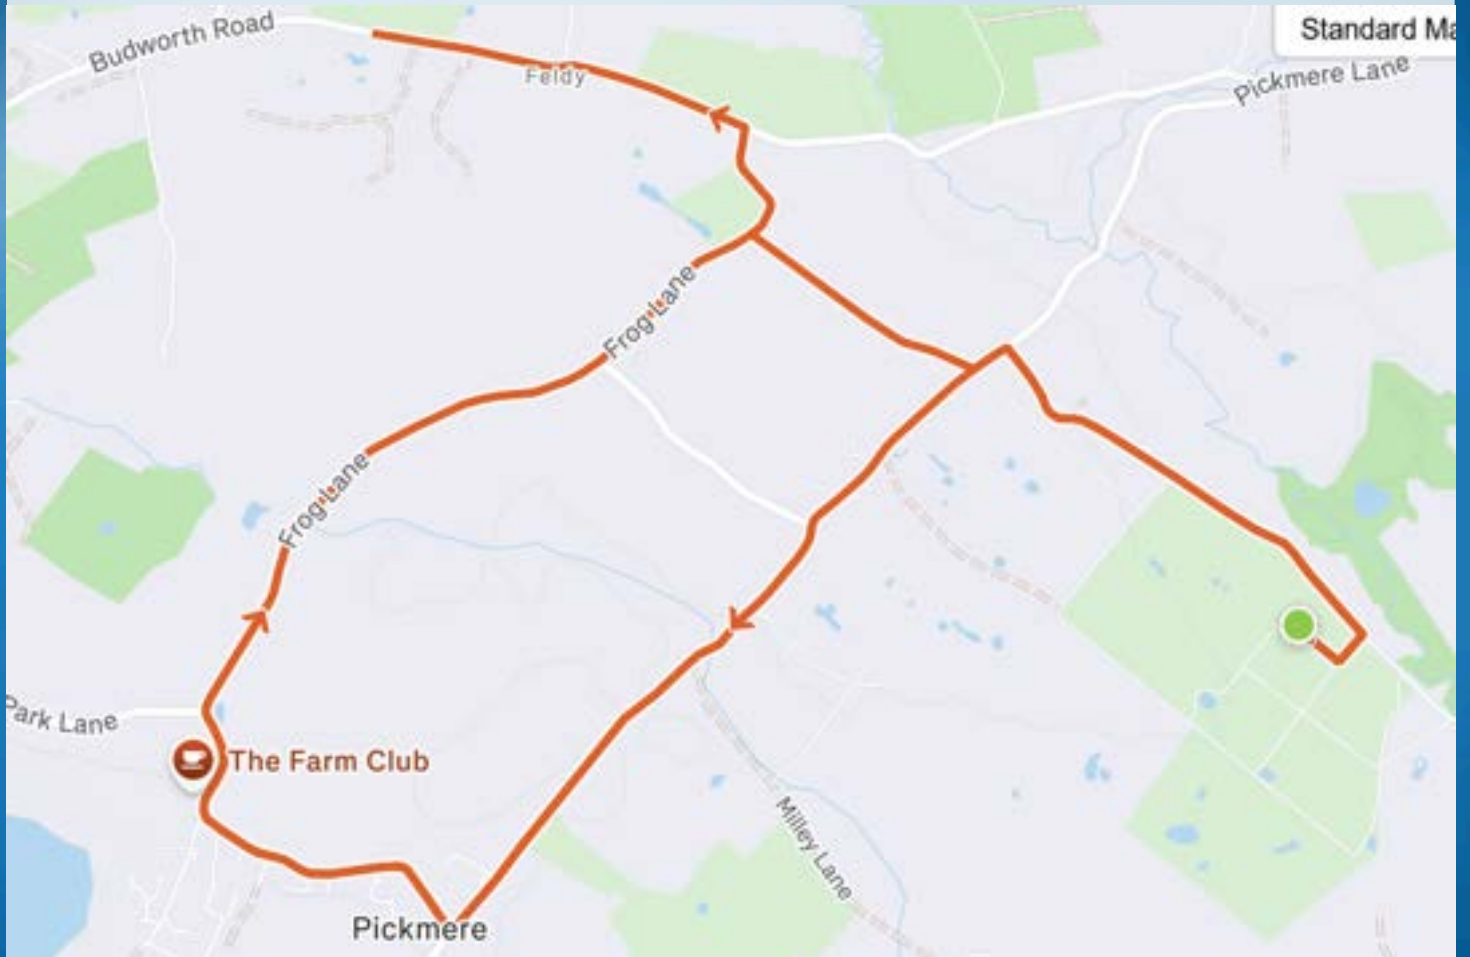 Budworth Road
Standard Ma
Feldy
Pickmere Lane
Frog Lane
Frog Lane
Park Lane
The Farm Club
Milley Lane
Pickmere